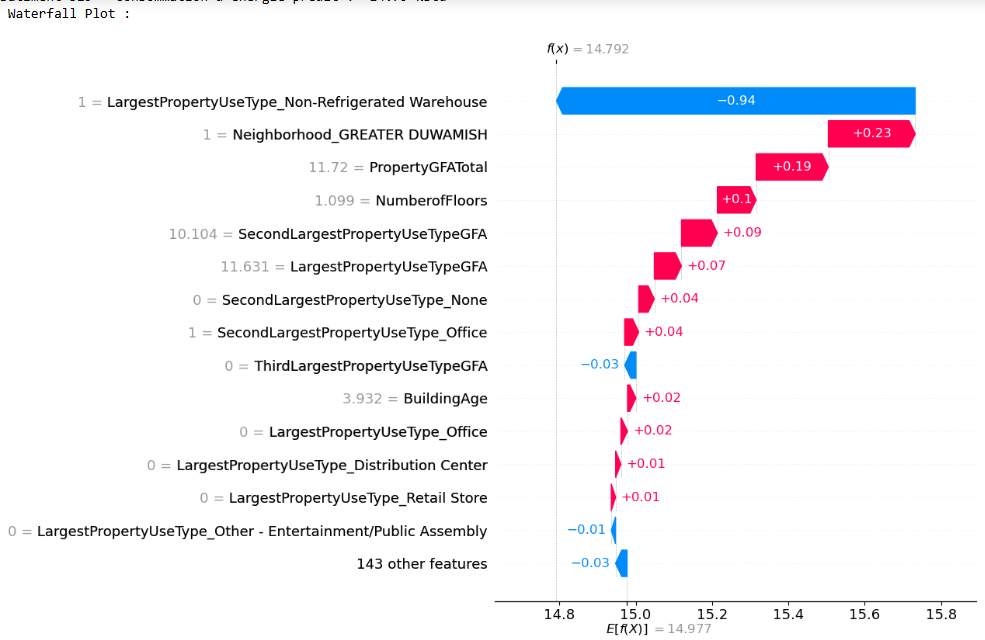 Waterfall Plot :
f(x) = 14.792
1 = LargestPropertyUseType_Non-Refrigerated Warehouse −0.94
1 = Neighborhood_GREATER DUWAMISH +0.23
11.72 = PropertyGFATotal +0.19
1.099 = NumberofFloors +0.1
10.104 = SecondLargestPropertyUseTypeGFA +0.09
11.631 = LargestPropertyUseTypeGFA +0.07
0 = SecondLargestPropertyUseType_None +0.04
1 = SecondLargestPropertyUseType_Office +0.04
0 = ThirdLargestPropertyUseTypeGFA −0.03
3.932 = BuildingAge +0.02
0 = LargestPropertyUseType_Office +0.02
0 = LargestPropertyUseType_Distribution Center +0.01
0 = LargestPropertyUseType_Retail Store +0.01
0 = LargestPropertyUseType_Other - Entertainment/Public Assembly −0.01
143 other features −0.03
14.8 15.0 15.2 15.4 15.6 15.8
E[f(X)] = 14.977